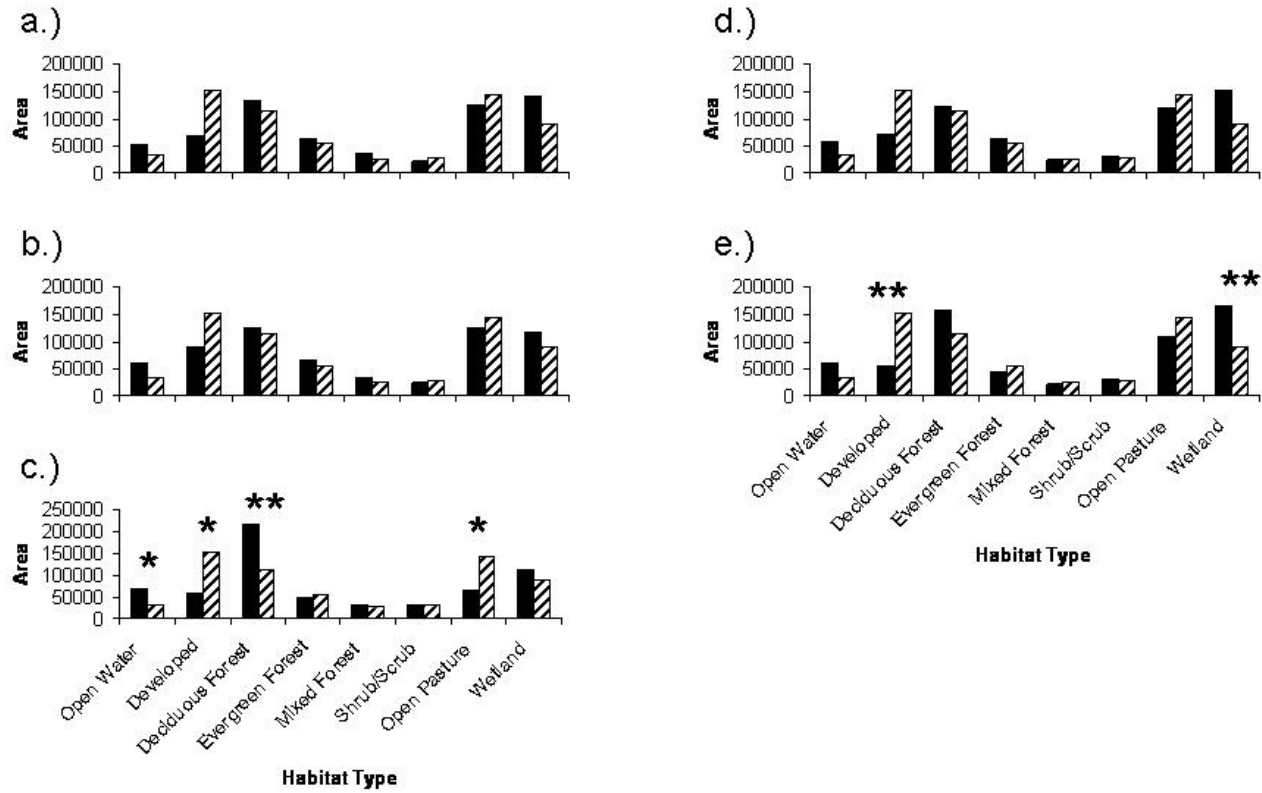 a.)
200000
150000
100000
50000
0
Area
b.)
200000
150000
100000
50000
0
Area
c.)
250000
200000
150000
100000
50000
0
Area
*
*
**
*
Open Water
Developed
Deciduous Forest
Evergreen Forest
Mixed Forest
Shrub/Scrub
Open Pasture
Wetland
Habitat Type
d.)
200000
150000
100000
50000
0
Area
e.)
200000
150000
100000
50000
0
Area
**
**
Open Water
Developed
Deciduous Forest
Evergreen Forest
Mixed Forest
Shrub/Scrub
Open Pasture
Wetland
Habitat Type